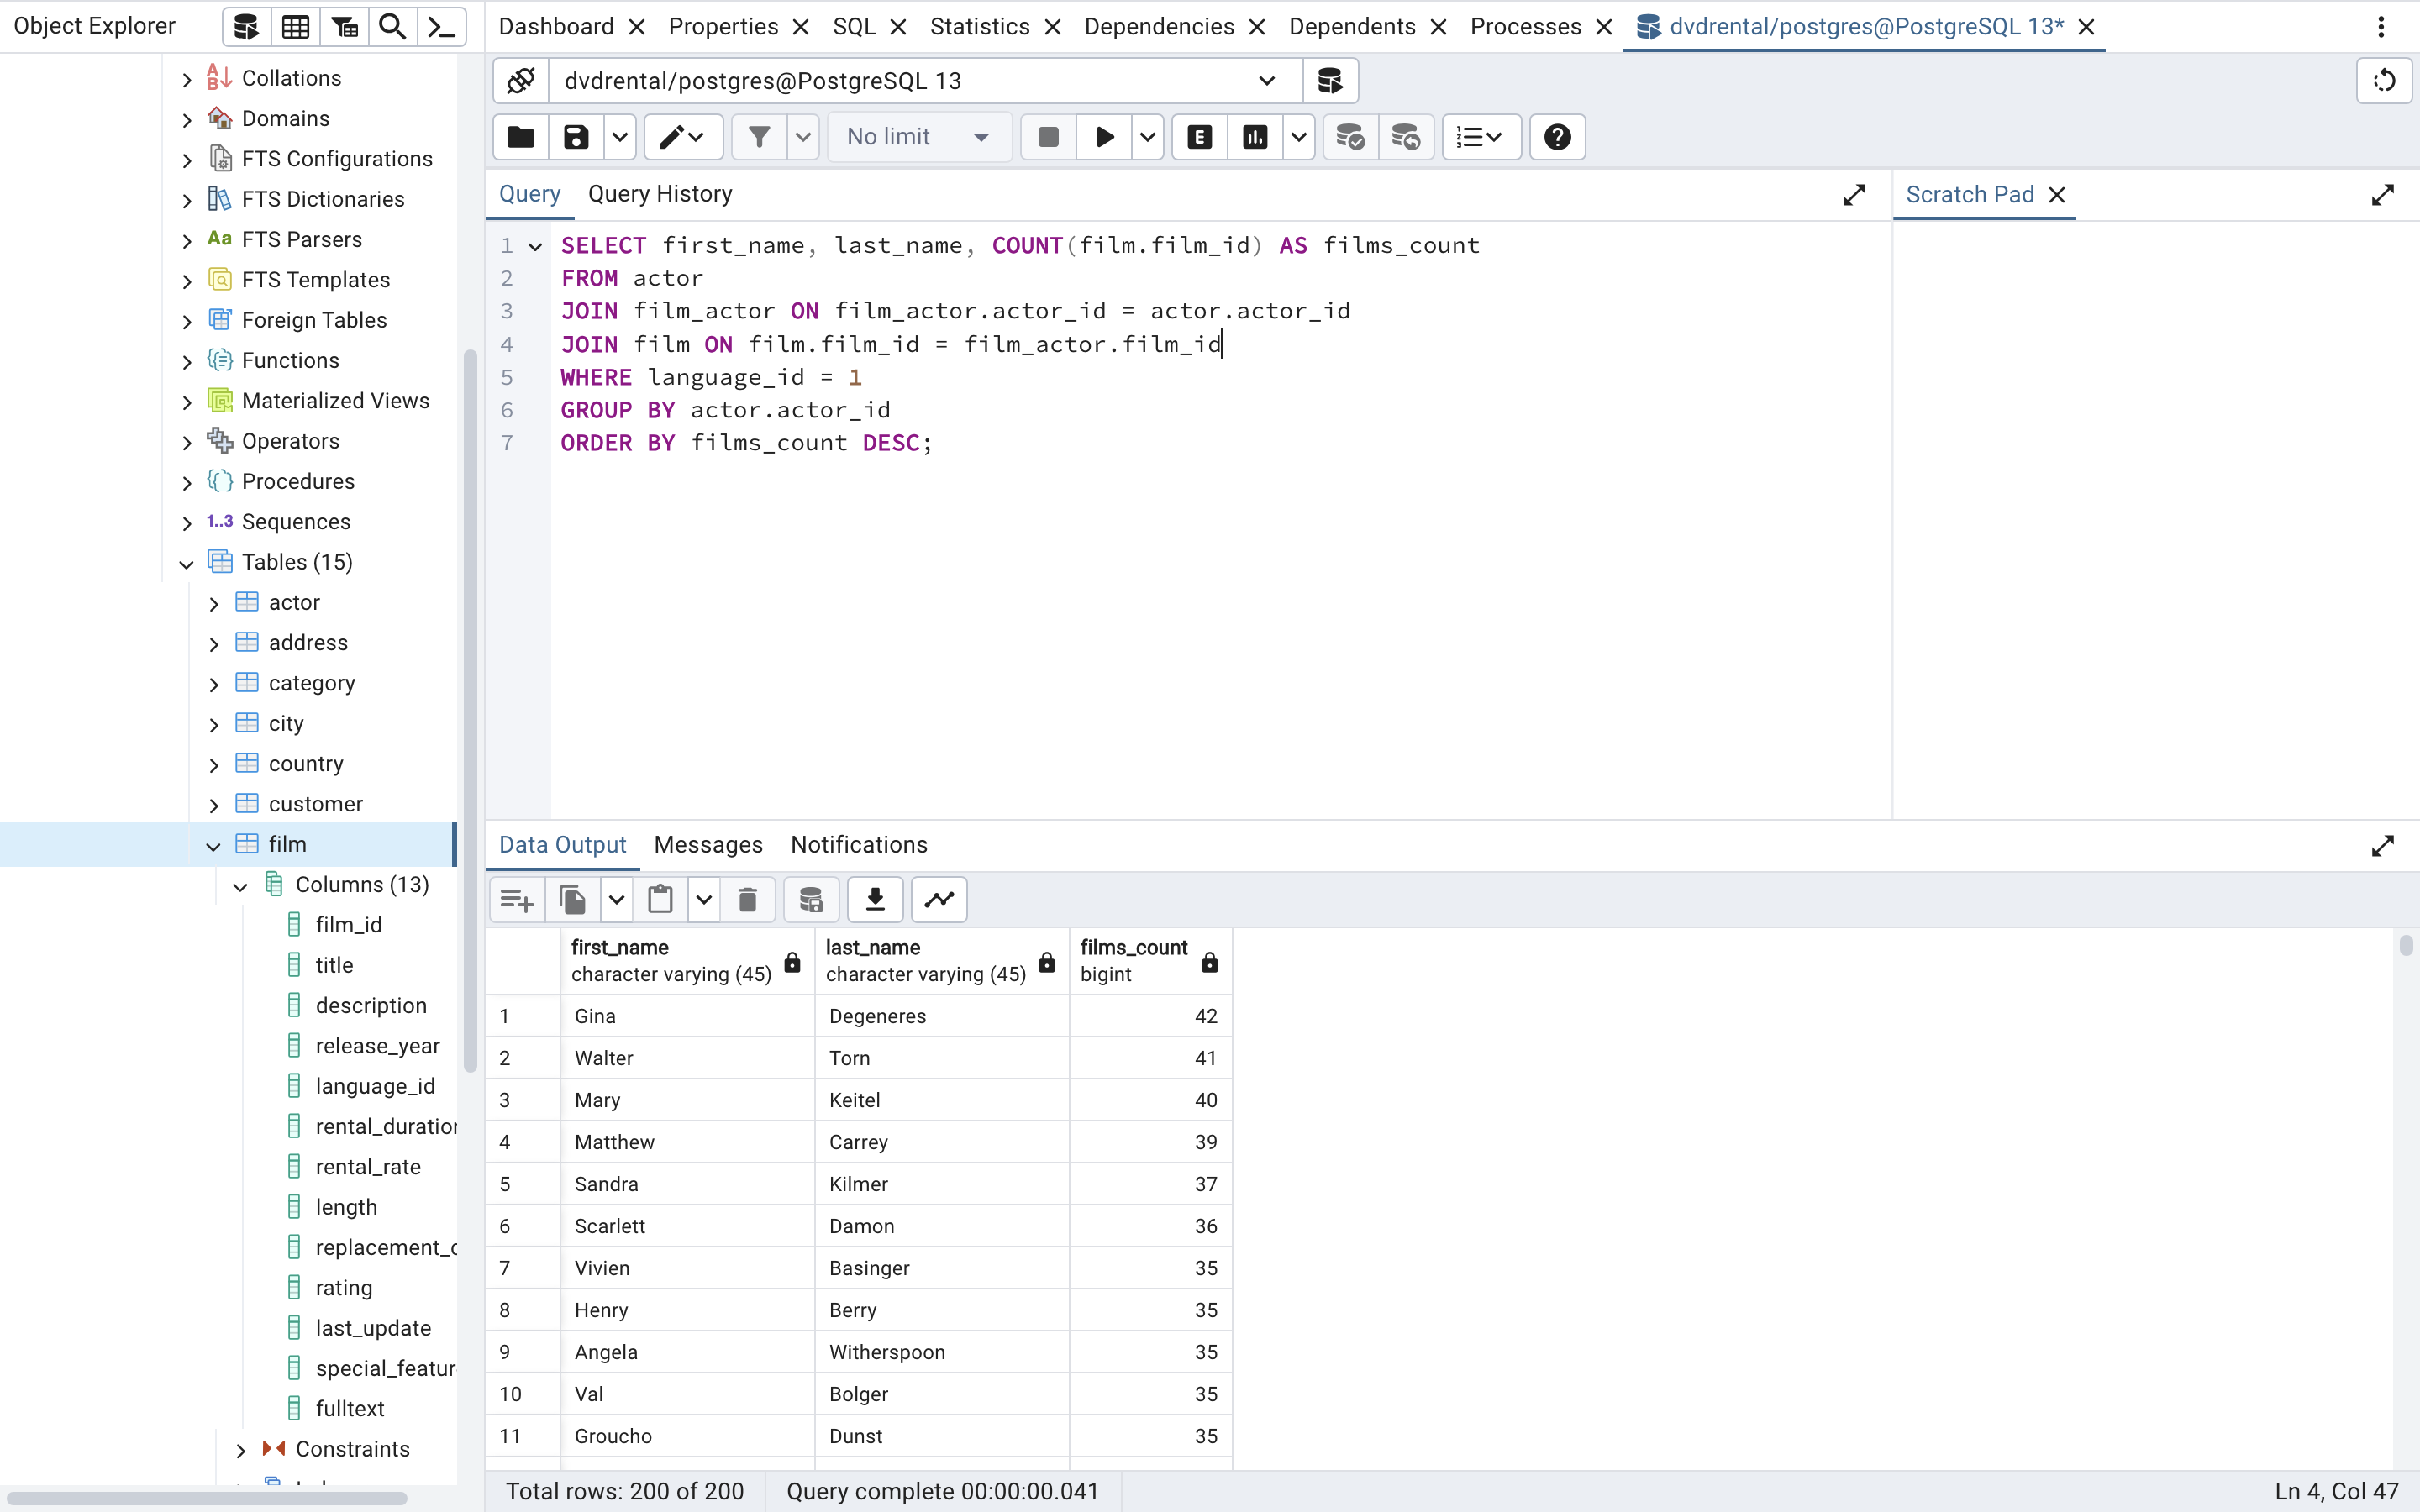 Object Explorer
Dashboard
Properties
SQL
Statistics
Dependencies
Dependents
Processes
dvdrental/postgres@PostgreSQL 13*
dvdrental/postgres@PostgreSQL 13
No limit
E
Query
Query History
Scratch Pad
1 SELECT first_name, last_name, COUNT(film.film_id) AS films_count
2 FROM actor
3 JOIN film_actor ON film_actor.actor_id = actor.actor_id
4 JOIN film ON film.film_id = film_actor.film_id
5 WHERE language_id = 1
6 GROUP BY actor.actor_id
7 ORDER BY films_count DESC;
Collations
Domains
FTS Configurations
FTS Dictionaries
Aa FTS Parsers
FTS Templates
Foreign Tables
Functions
Materialized Views
Operators
Procedures
1..3 Sequences
Tables (15)
actor
address
category
city
country
customer
film
Columns (13)
film_id
title
description
release_year
language_id
rental_duration
rental_rate
length
replacement_c
rating
last_update
special_featur
fulltext
Constraints
Data Output
Messages
Notifications
first_name character varying (45)
last_name character varying (45)
films_count bigint
1 Gina Degeneres 42
2 Walter Torn 41
3 Mary Keitel 40
4 Matthew Carrey 39
5 Sandra Kilmer 37
6 Scarlett Damon 36
7 Vivien Basinger 35
8 Henry Berry 35
9 Angela Witherspoon 35
10 Val Bolger 35
11 Groucho Dunst 35
Total rows: 200 of 200
Query complete 00:00:00.041
Ln 4, Col 47